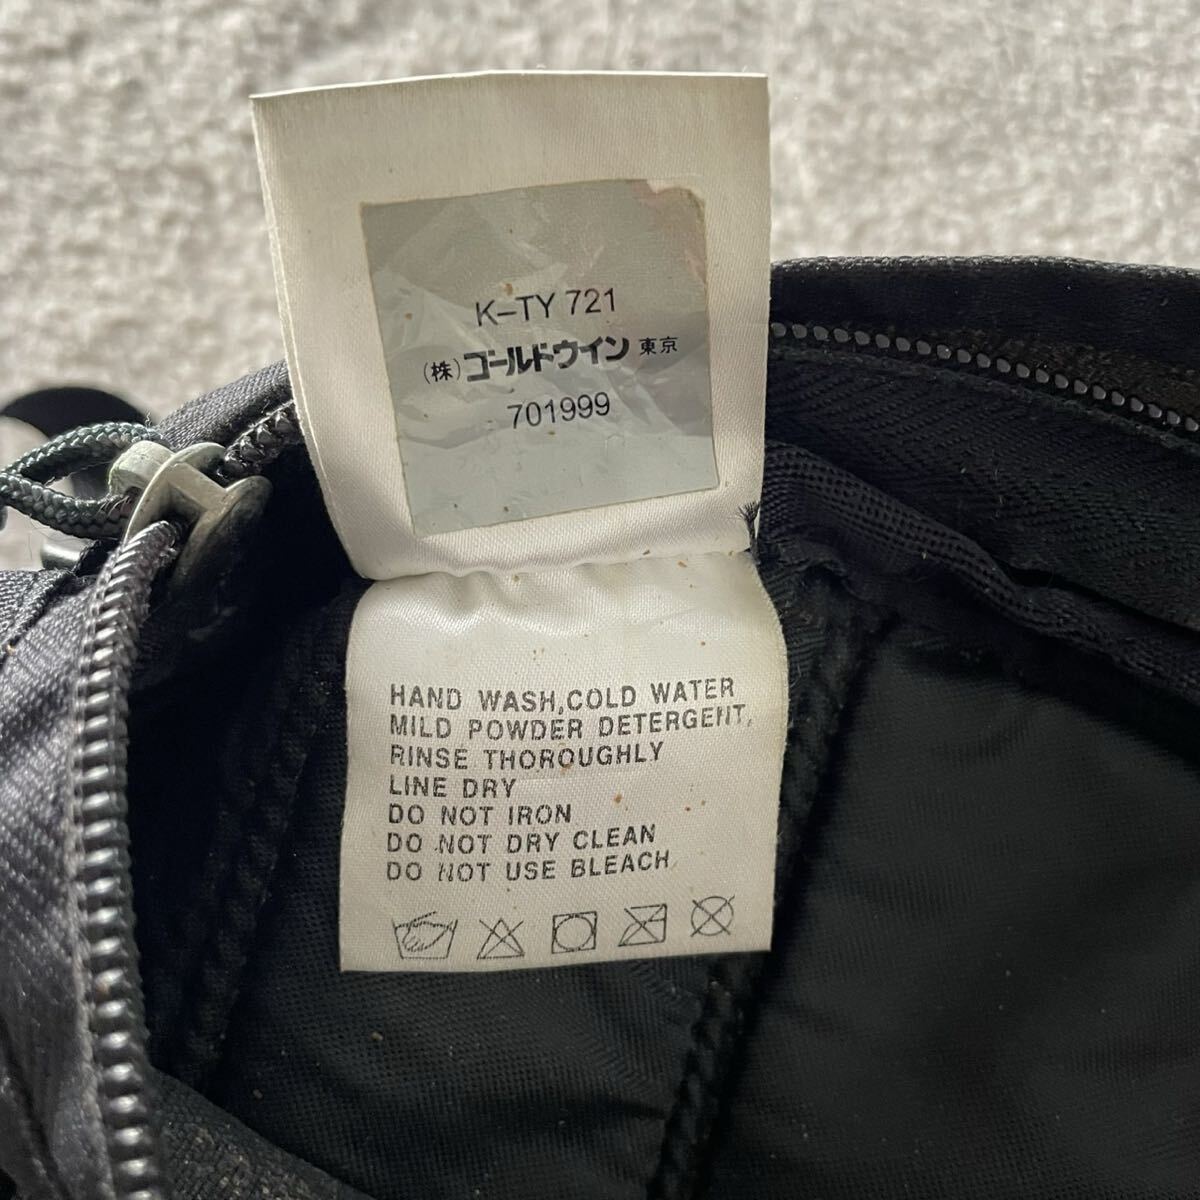 K-TY 721
(株)ゴールドウイン 東京
701999
HAND WASH,COLD WATER
MILD POWDER DETERGENT,
RINSE THOROUGHLY
LINE DRY
DO NOT IRON
DO NOT DRY CLEAN
DO NOT USE BLEACH